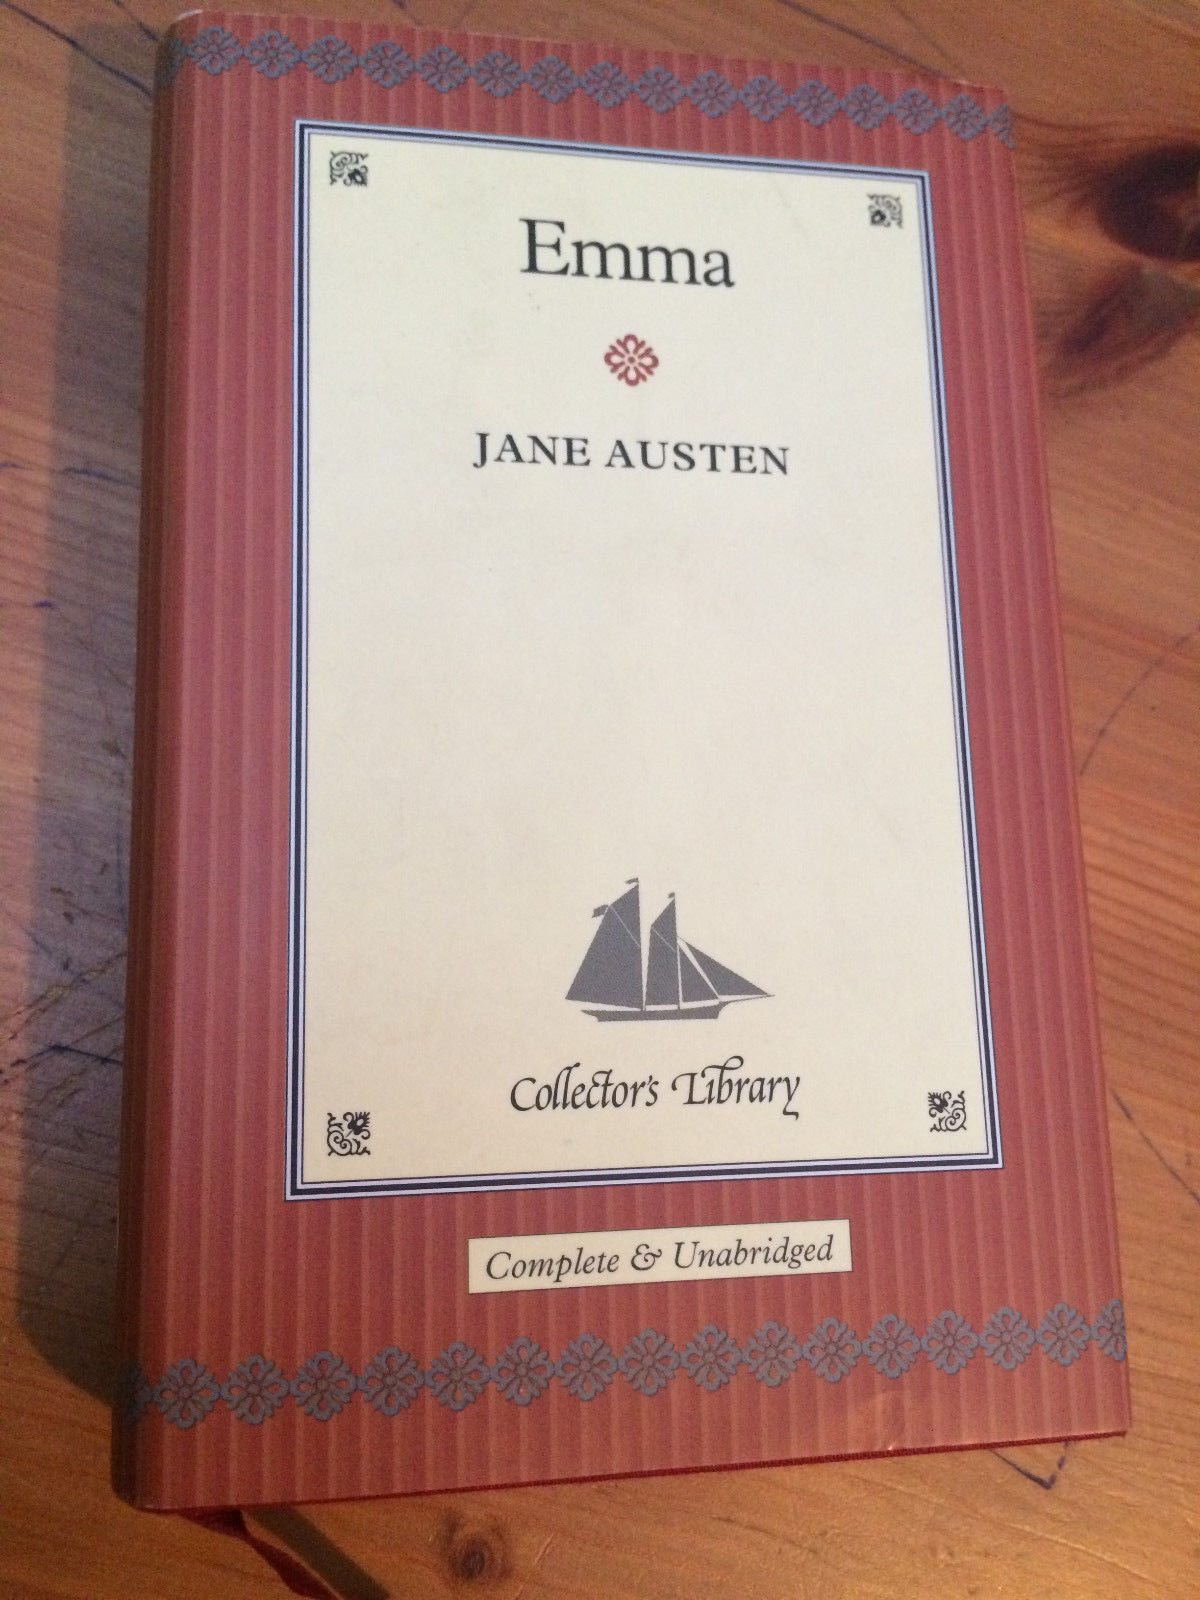 Emma
JANE AUSTEN
Collector's Library
Complete & Unabridged